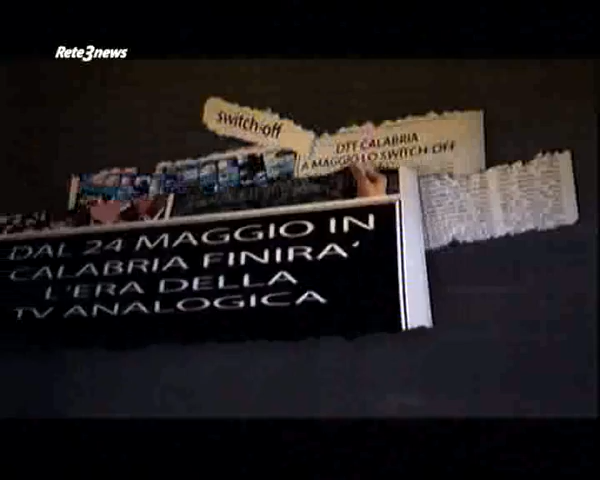 Rete3news
switch-off
DTT CALABRIA
A MAGGIO LO SWITCH OFF
DAL 24 MAGGIO IN
CALABRIA FINIRA'
L'ERA DELLA
TV ANALOGICA